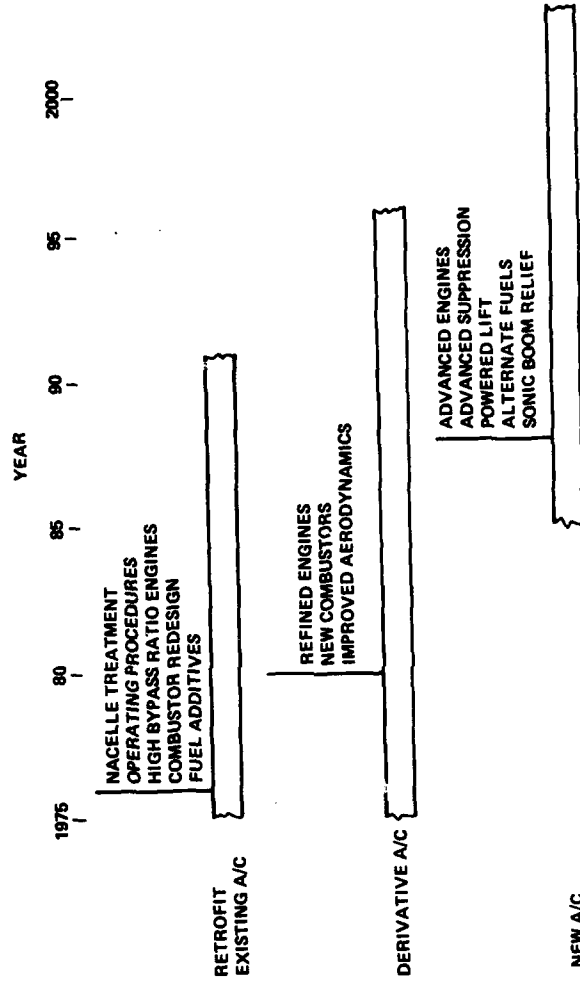 YEAR
1975
80
85
90
95
2000
NACELLE TREATMENT
OPERATING PROCEDURES
HIGH BYPASS RATIO ENGINES
COMBUSTOR REDESIGN
FUEL ADDITIVES
RETROFIT
EXISTING A/C
REFINED ENGINES
NEW COMBUSTORS
IMPROVED AERODYNAMICS
DERIVATIVE A/C
ADVANCED ENGINES
ADVANCED SUPPRESSION
POWERED LIFT
ALTERNATE FUELS
SONIC BOOM RELIEF
NEW A/C